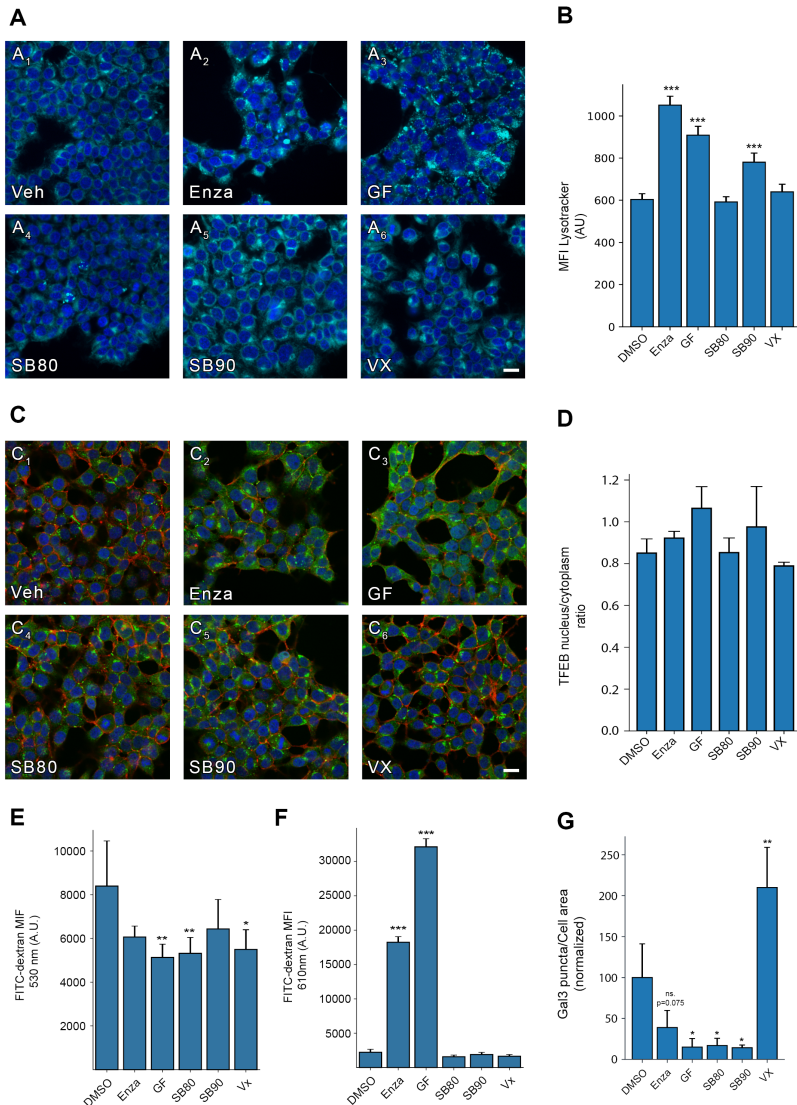 A
A1
A2
A3
Veh
Enza
GF
A4
A5
A6
SB80
SB90
VX
B
MFI Lysotracker
(AU)
1000
800
600
400
200
0
***
***
***
DMSO
Enza
GF
SB80
SB90
VX
C
C1
C2
C3
Veh
Enza
GF
C4
C5
C6
SB80
SB90
VX
D
TFEB nucleus/cytoplasm
ratio
1.2
1.0
0.8
0.6
0.4
0.2
0.0
DMSO
Enza
GF
SB80
SB90
VX
E
FITC-dextran MIF
530 nm (A.U.)
10000
8000
6000
4000
2000
**
**
*
DMSO
Enza
GF
SB80
SB90
Vx
F
FITC-dextran MFI
610nm (A.U.)
30000
25000
20000
15000
10000
5000
***
***
DMSO
Enza
GF
SB80
SB90
Vx
G
Gal3 puncta/Cell area
(normalized)
250
200
150
100
50
0
ns.
p=0.075
*
*
*
**
DMSO
Enza
GF
SB80
SB90
VX